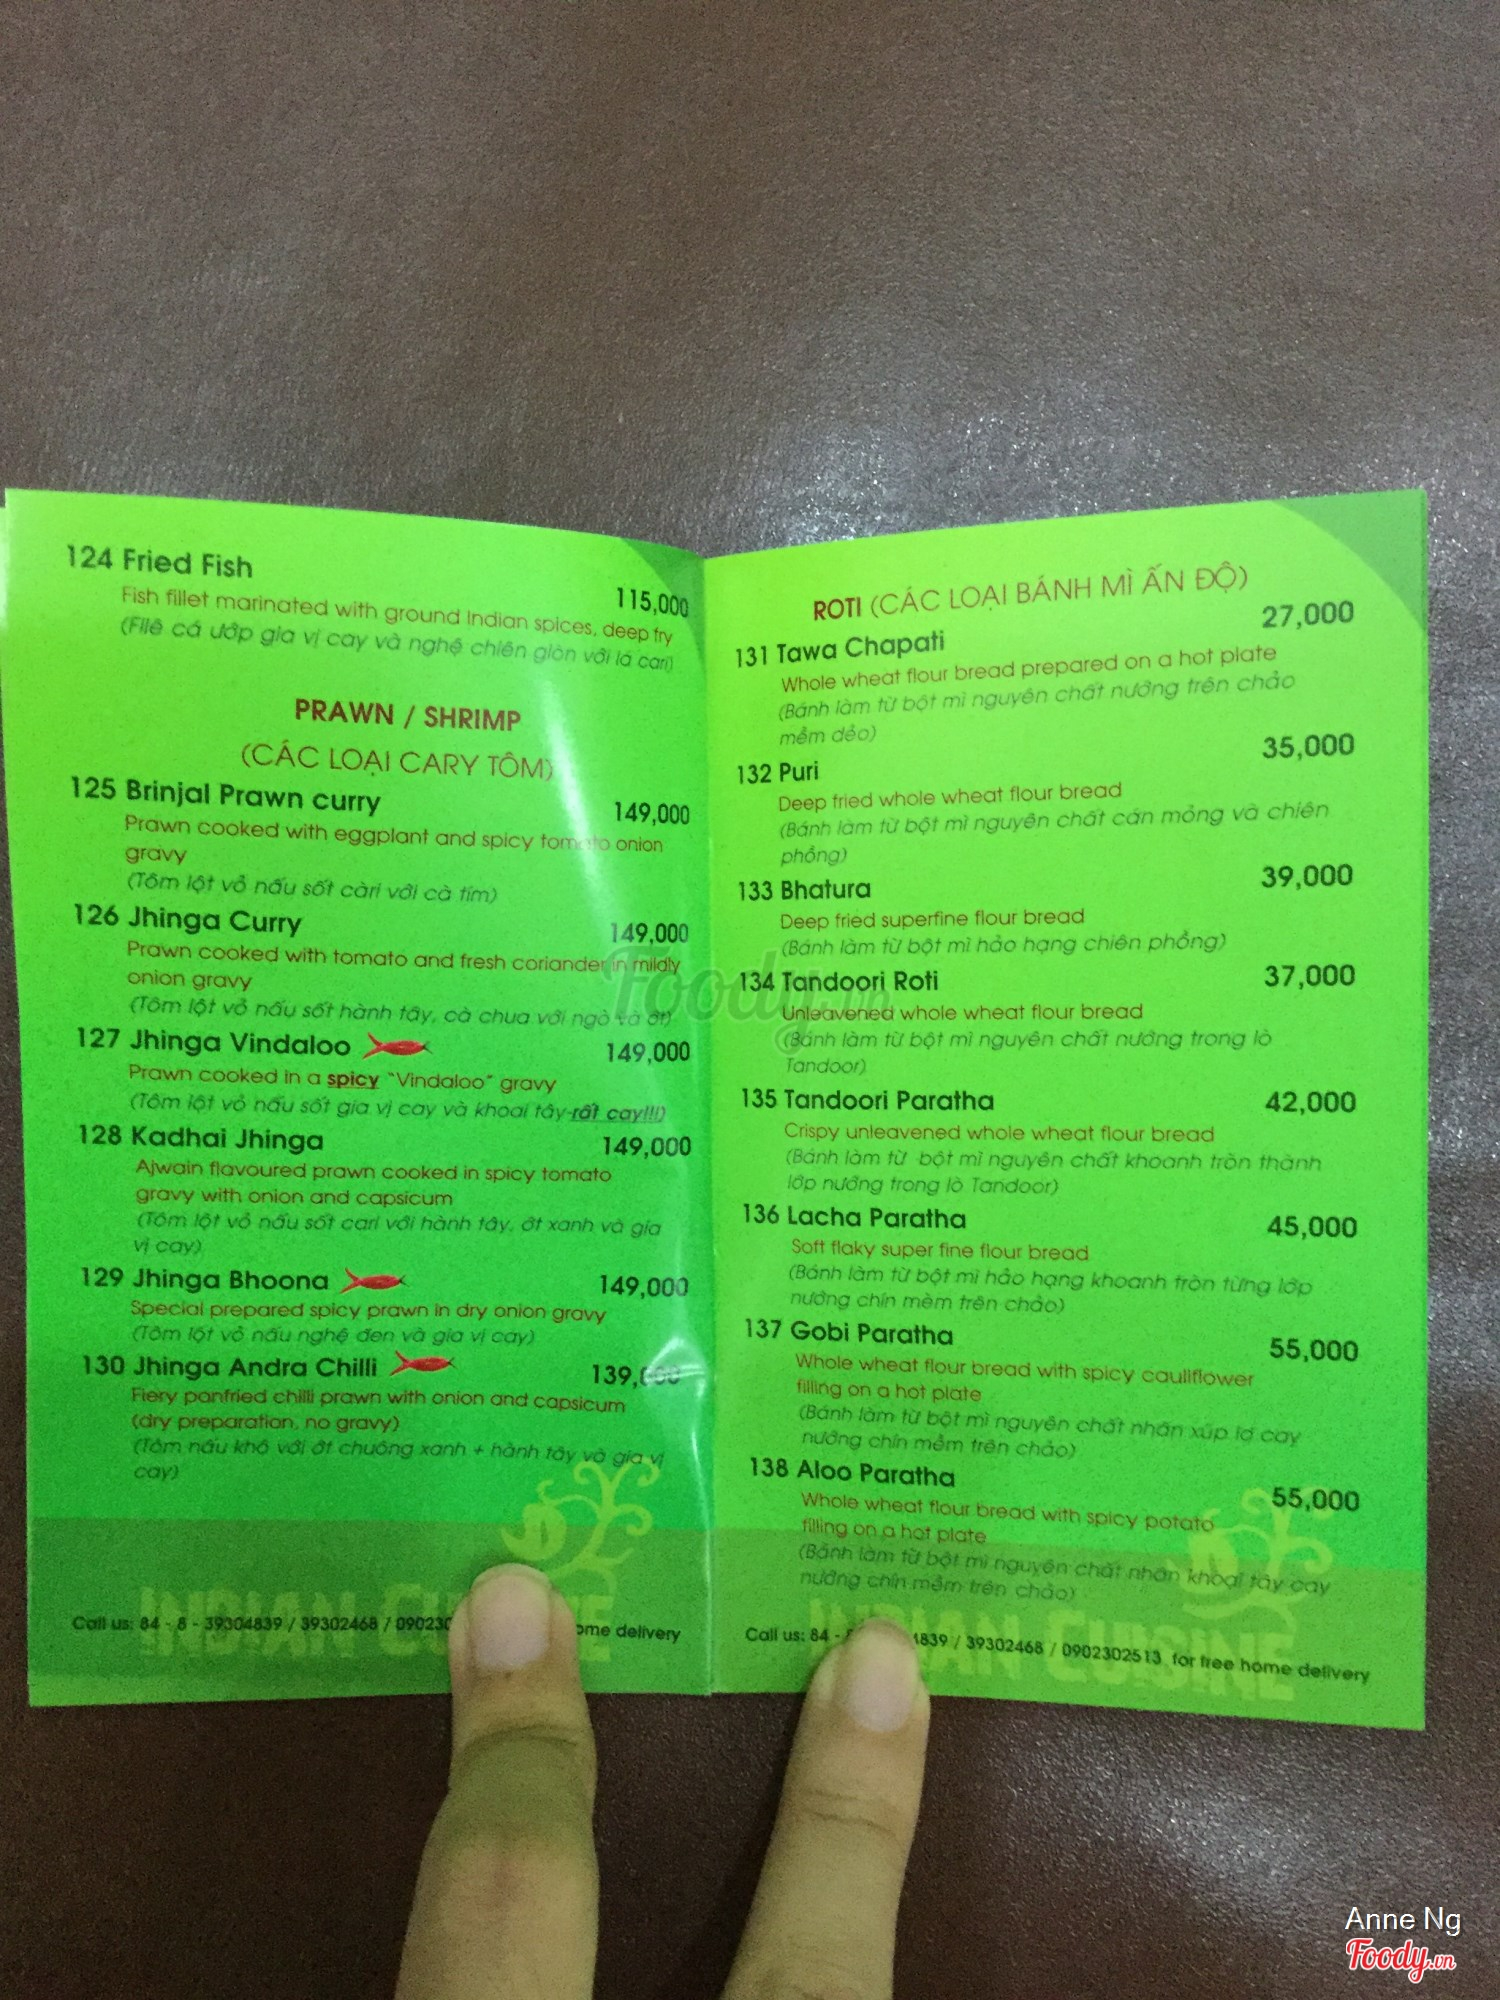 124 Fried Fish
115,000
Fish fillet marinated with ground Indian spices, deep fry
(Filê cá ướp gia vị cay và nghệ chiên giòn với lá cari)
PRAWN / SHRIMP
(CÁC LOẠI CARY TÔM)
125 Brinjal Prawn curry
149,000
Prawn cooked with eggplant and spicy tomato onion
gravy
(Tôm lột vỏ nấu sốt càri với cà tím)
126 Jhinga Curry
149,000
Prawn cooked with tomato and fresh coriander in mildly
onion gravy
(Tôm lột vỏ nấu sốt hành tây, cà chua với ngò và ớt)
127 Jhinga Vindaloo
149,000
Prawn cooked in a spicy "Vindaloo" gravy
(Tôm lột vỏ nấu sốt gia vị cay và khoai tây-rất cay!!!)
128 Kadhai Jhinga
149,000
Ajwain flavoured prawn cooked in spicy tomato
gravy with onion and capsicum
(Tôm lột vỏ nấu sốt cari với hành tây, ớt xanh và gia
vị cay)
129 Jhinga Bhoona
149,000
Special prepared spicy prawn in dry onion gravy
(Tôm lột vỏ nấu nghệ đen và gia vị cay)
130 Jhinga Andra Chilli
139,000
Fiery panfried chilli prawn with onion and capsicum
(dry preparation, no gravy)
(Tôm nấu khô với ớt chuông xanh + hành tây và gia vị
cay)
INDIAN CUISINE
Call us: 84 - 8 - 39304839 / 39302468 / home delivery
ROTI (CÁC LOẠI BÁNH MÌ ẤN ĐỘ)
131 Tawa Chapati
27,000
Whole wheat flour bread prepared on a hot plate
(Bánh làm từ bột mì nguyên chất nướng trên chảo
mềm dẻo)
132 Puri
35,000
Deep fried whole wheat flour bread
(Bánh làm từ bột mì nguyên chất cán mỏng và chiên
phồng)
133 Bhatura
39,000
Deep fried superfine flour bread
(Bánh làm từ bột mì hảo hạng chiên phồng)
134 Tandoori Roti
37,000
Unleavened whole wheat flour bread
(Bánh làm từ bột mì nguyên chất nướng trong lò
Tandoor)
135 Tandoori Paratha
42,000
Crispy unleavened whole wheat flour bread
(Bánh làm từ bột mì nguyên chất khoanh tròn thành
lớp nướng trong lò Tandoor)
136 Lacha Paratha
45,000
Soft flaky super fine flour bread
(Bánh làm từ bột mì hảo hạng khoanh tròn từng lớp
nướng chín mèm trên chảo)
137 Gobi Paratha
55,000
Whole wheat flour bread with spicy cauliflower
filling on a hot plate
(Bánh làm từ bột mì nguyên chất nhân xúp lơ cay
nướng chín mềm trên chảo)
138 Aloo Paratha
55,000
Whole wheat flour bread with spicy potato
filling on a hot plate
(Bánh làm từ bột mì nguyên chất nhân khoai tây cay
nướng chín mềm trên chảo)
INDIAN CUISINE
Call us: 84 - / 39302468 / 0902302513 for free home delivery
Foody.vn
Anne Ng
Foody.vn